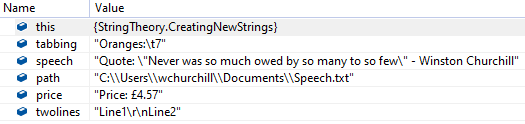 Name Value
this {StringTheory.CreatingNewStrings}
tabbing "Oranges:\t7"
speech "Quote: \"Never was so much owed by so many to so few\" - Winston Churchill"
path "C:\\Users\\wchurchill\\Documents\\Speech.txt"
price "Price: £4.57"
twolines "Line1\r\nLine2"